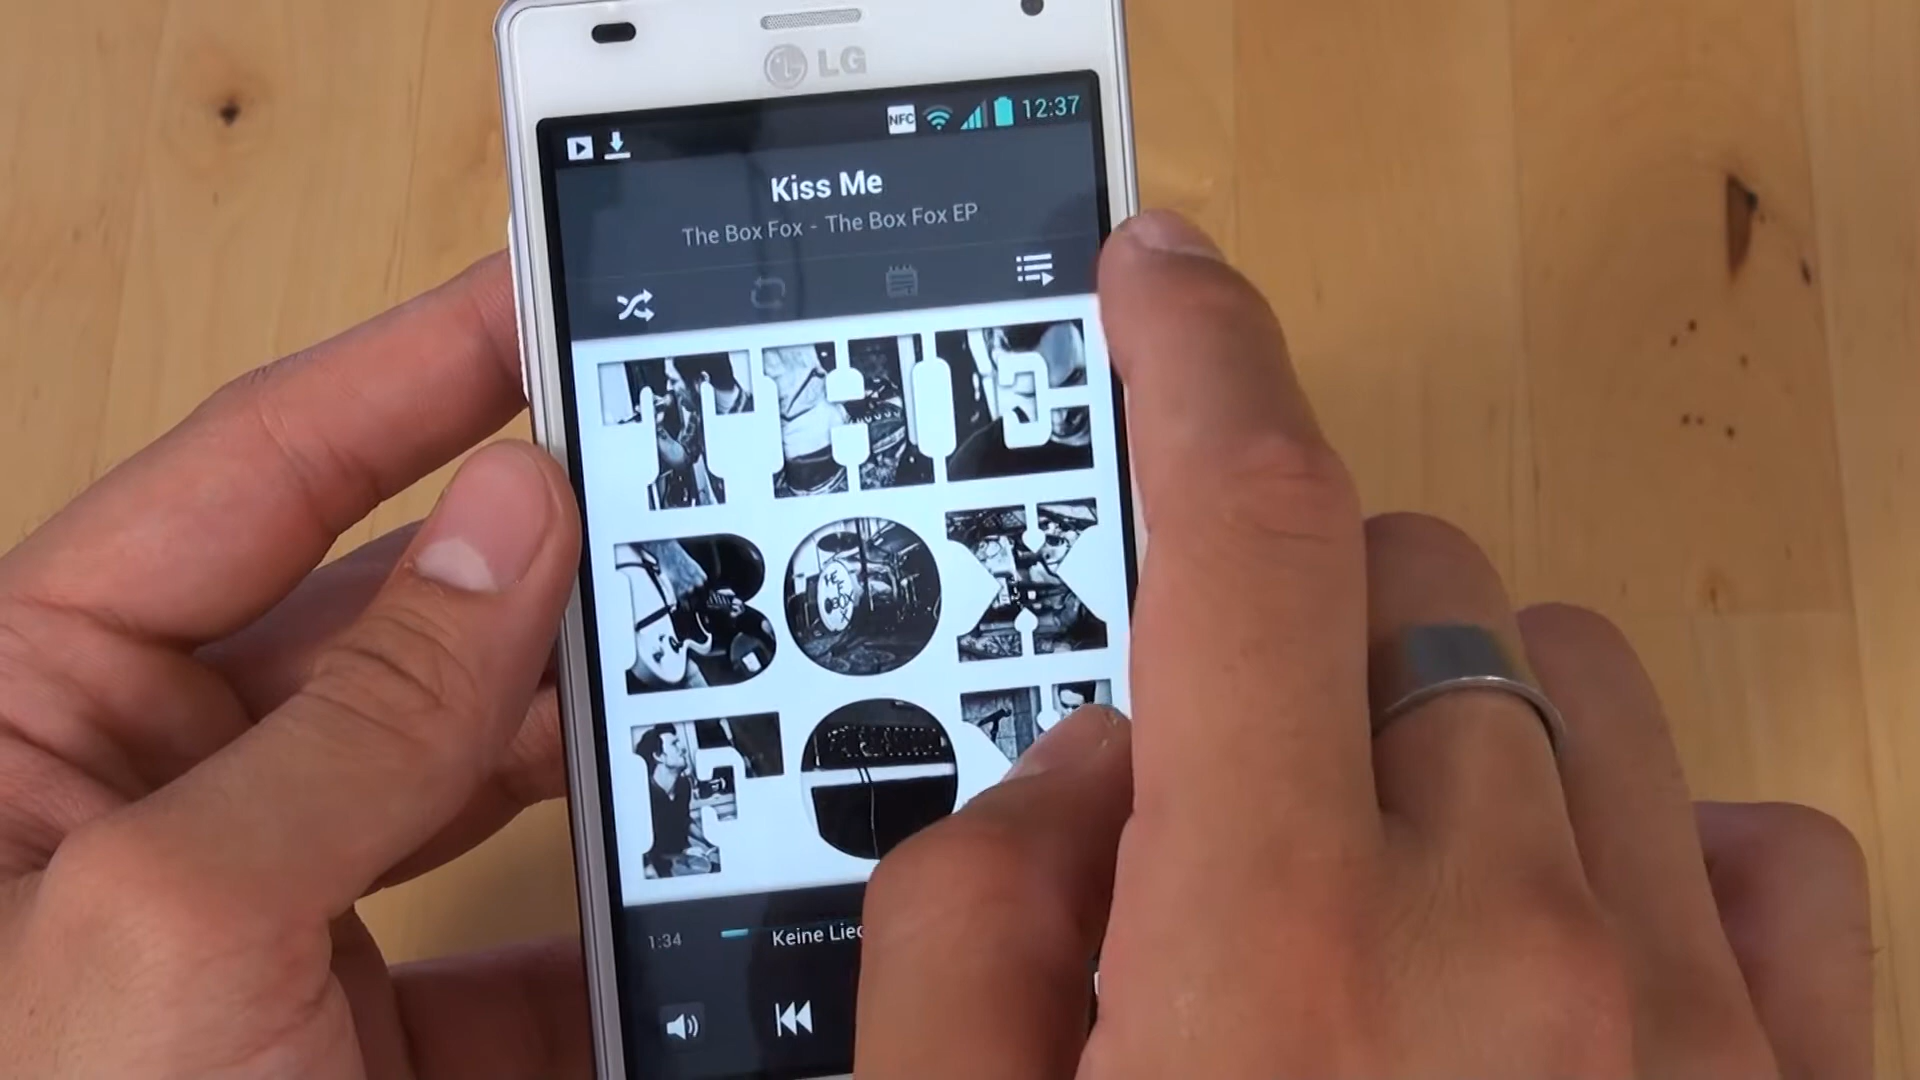 LG
NFC 12:37
Kiss Me
The Box Fox - The Box Fox EP
THE
BOX
FOX
1:34 Keine